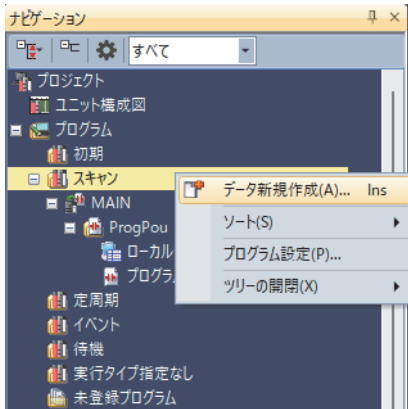 ナビゲーション
すべて
プロジェクト
ユニット構成図
プログラム
初期
スキャン
データ新規作成(A)... Ins
MAIN
ソート(S)
ProgPou
プログラム設定(P)...
ローカル
ツリーの開閉(X)
プログラ
定周期
イベント
待機
実行タイプ指定なし
未登録プログラム